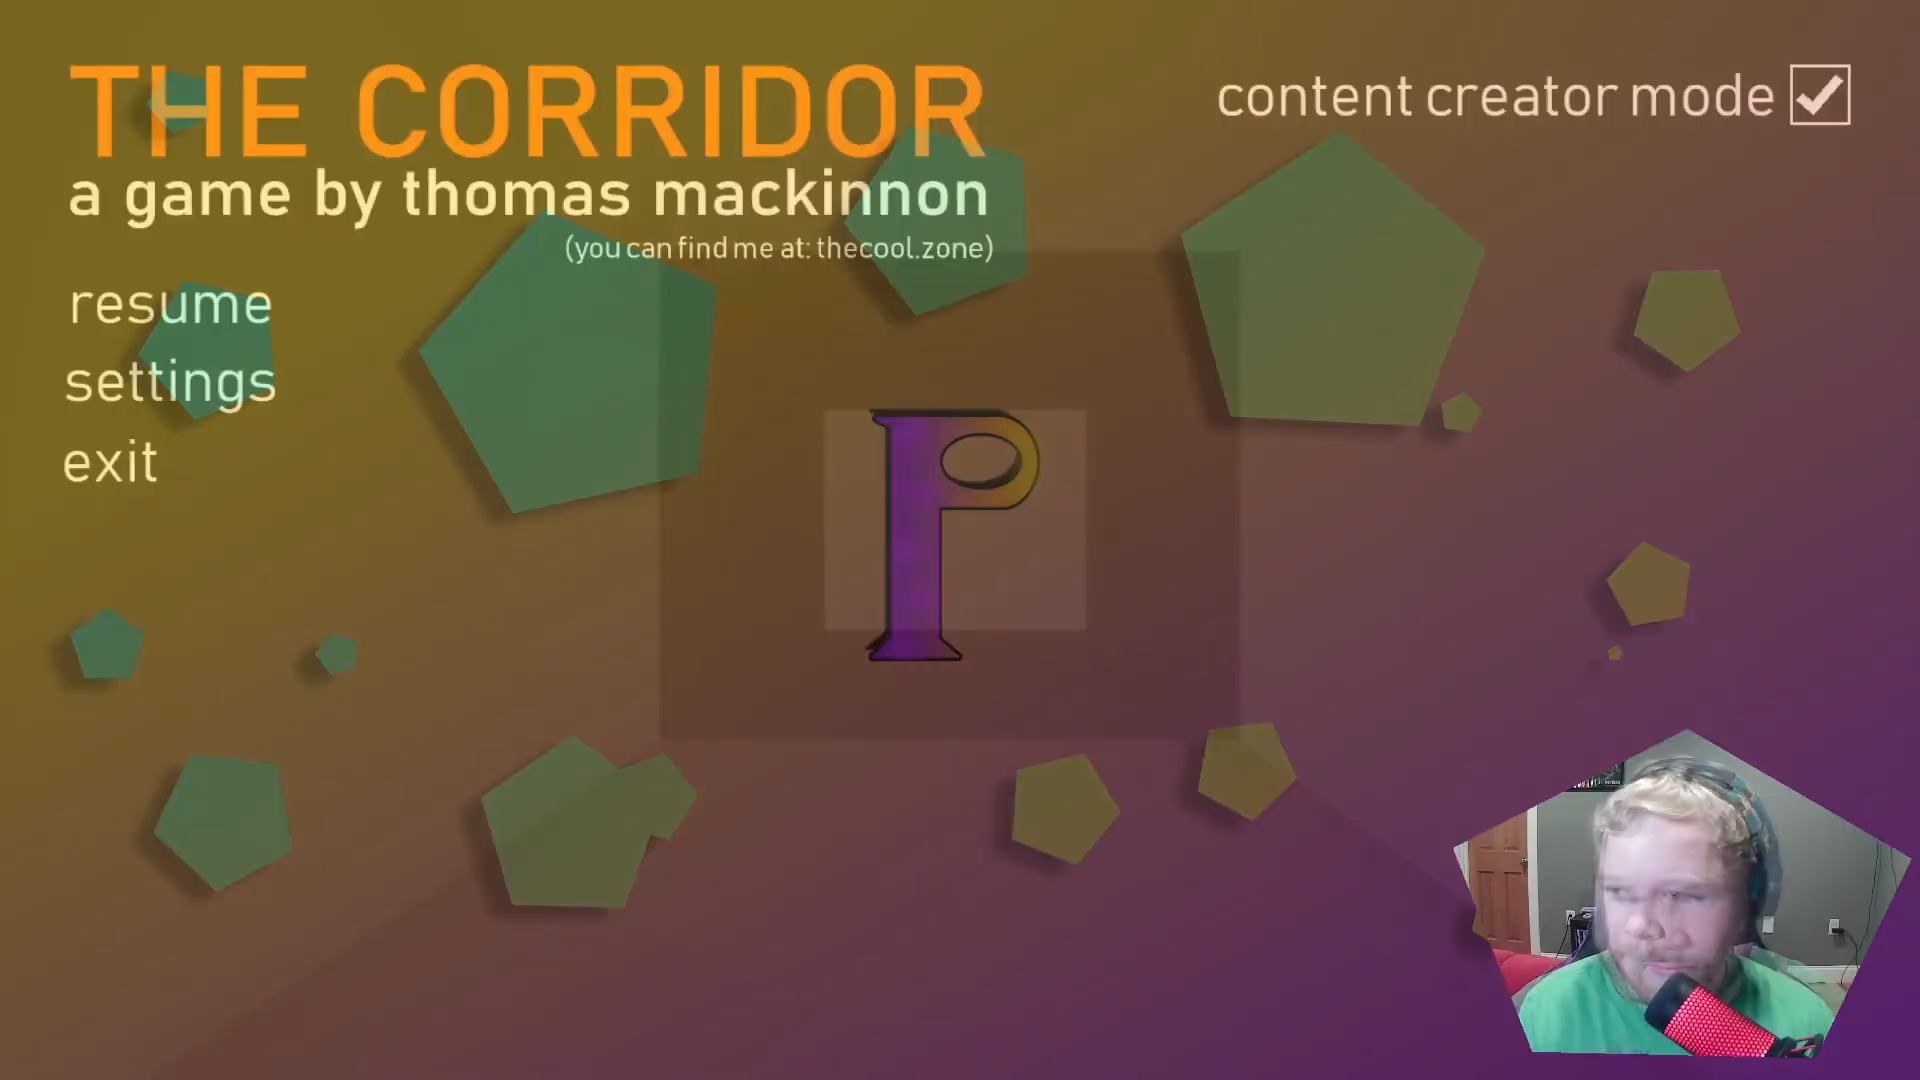 THE CORRIDOR
content creator mode
a game by thomas mackinnon
(you can find me at: thecool.zone)
resume
settings
exit
P